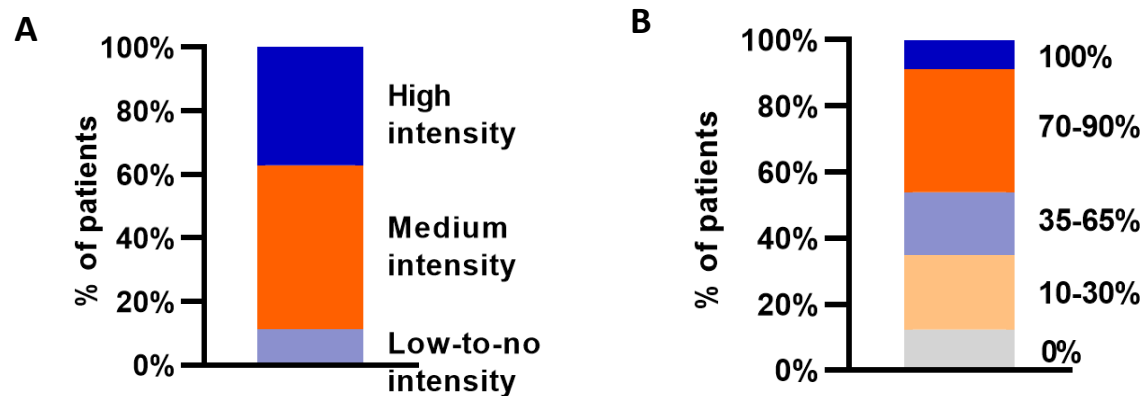 A
% of patients
100%
80%
60%
40%
20%
0%
High
intensity
Medium
intensity
Low-to-no
intensity
B
% of patients
100%
80%
60%
40%
20%
0%
100%
70-90%
35-65%
10-30%
0%